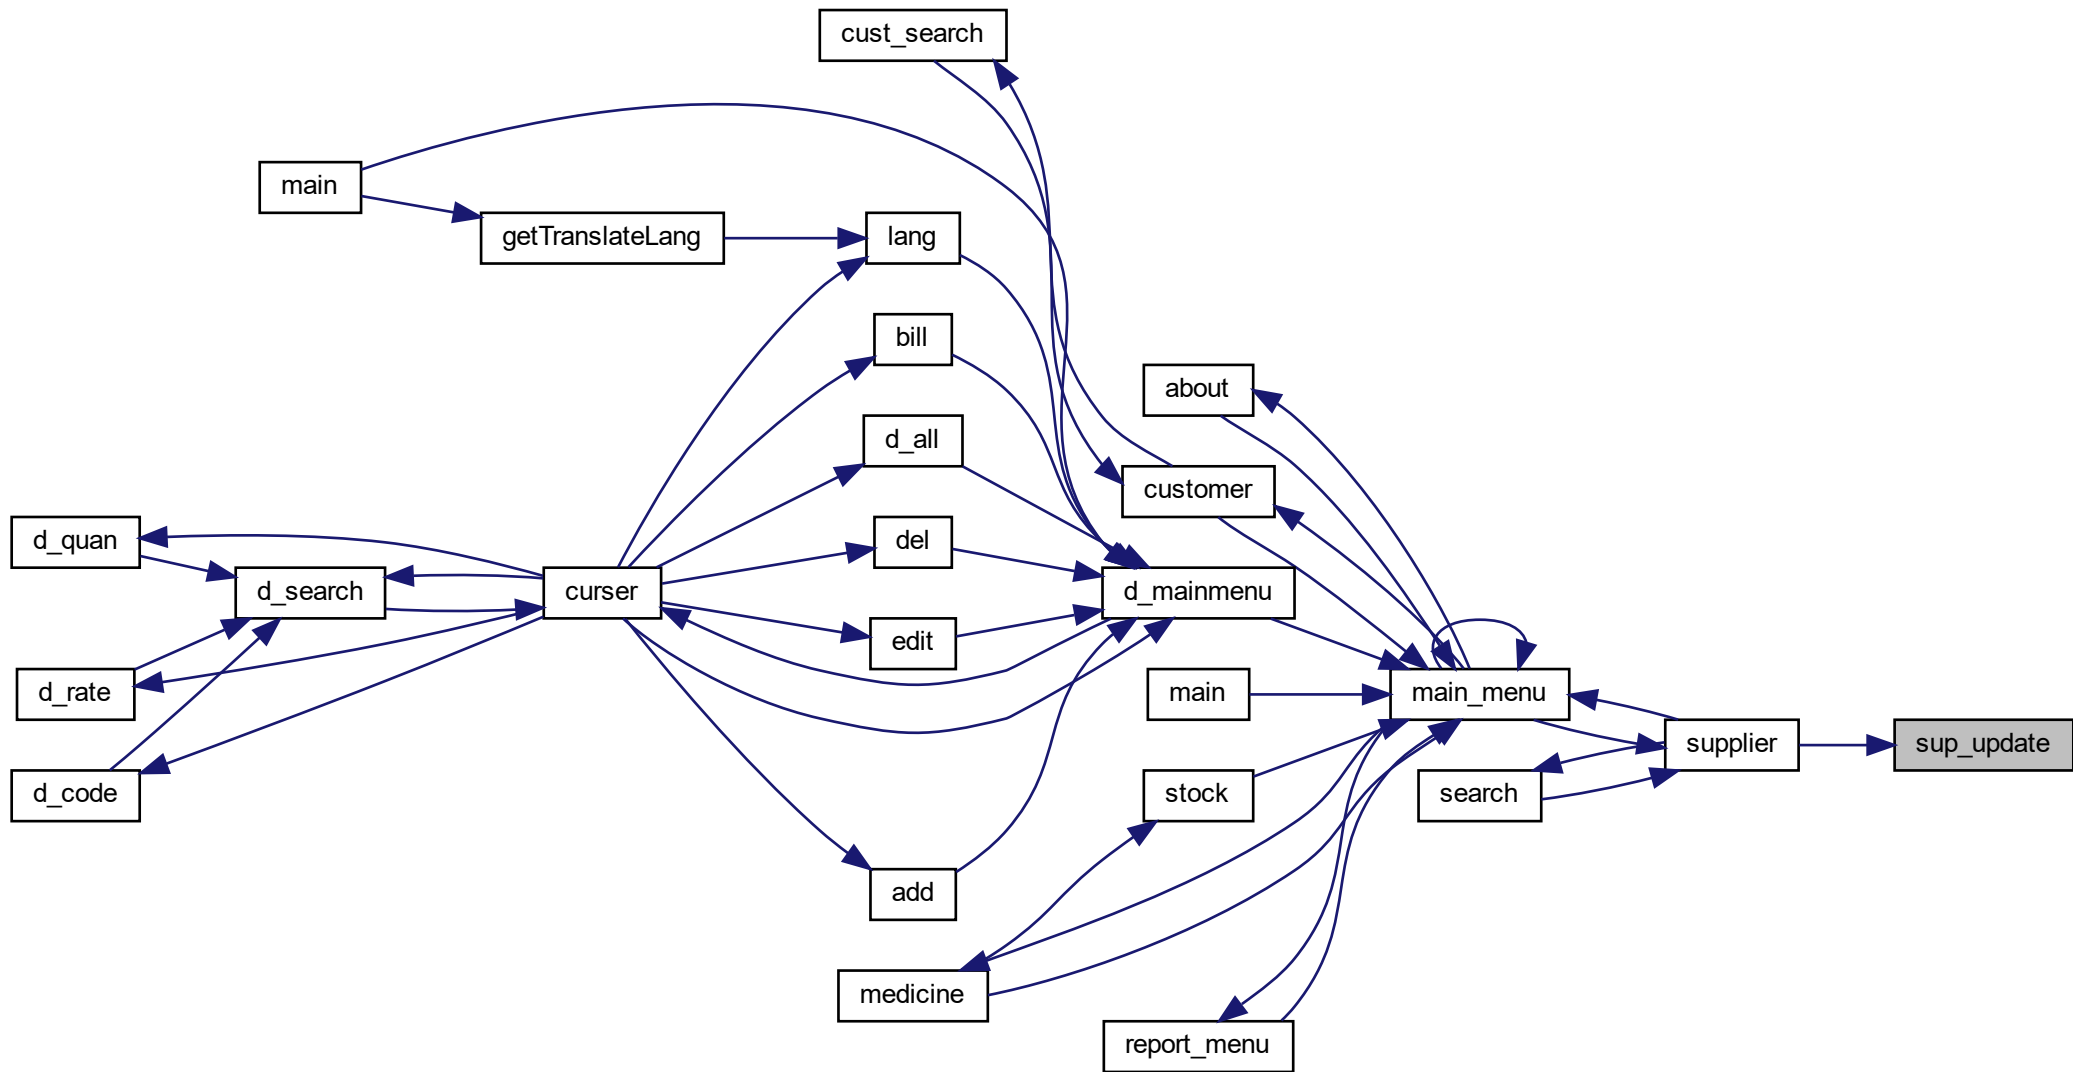 cust_search
main
getTranslateLang
lang
bill
about
d_all
customer
d_quan
del
d_search
curser
d_mainmenu
edit
d_rate
main
main_menu
supplier
sup_update
d_code
stock
search
add
medicine
report_menu